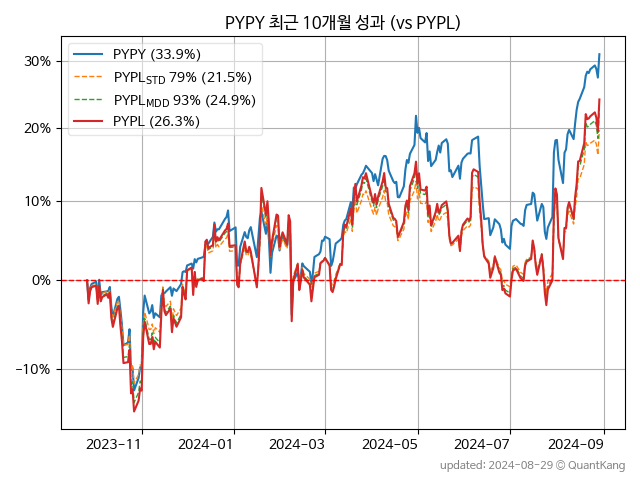 PYPY 최근 10개월 성과 (vs PYPL)
PYPY (33.9%)
PYPL_STD 79% (21.5%)
PYPL_MDD 93% (24.9%)
PYPL (26.3%)
30%
20%
10%
0%
−10%
2023-11
2024-01
2024-03
2024-05
2024-07
2024-09
updated: 2024-08-29 © QuantKang